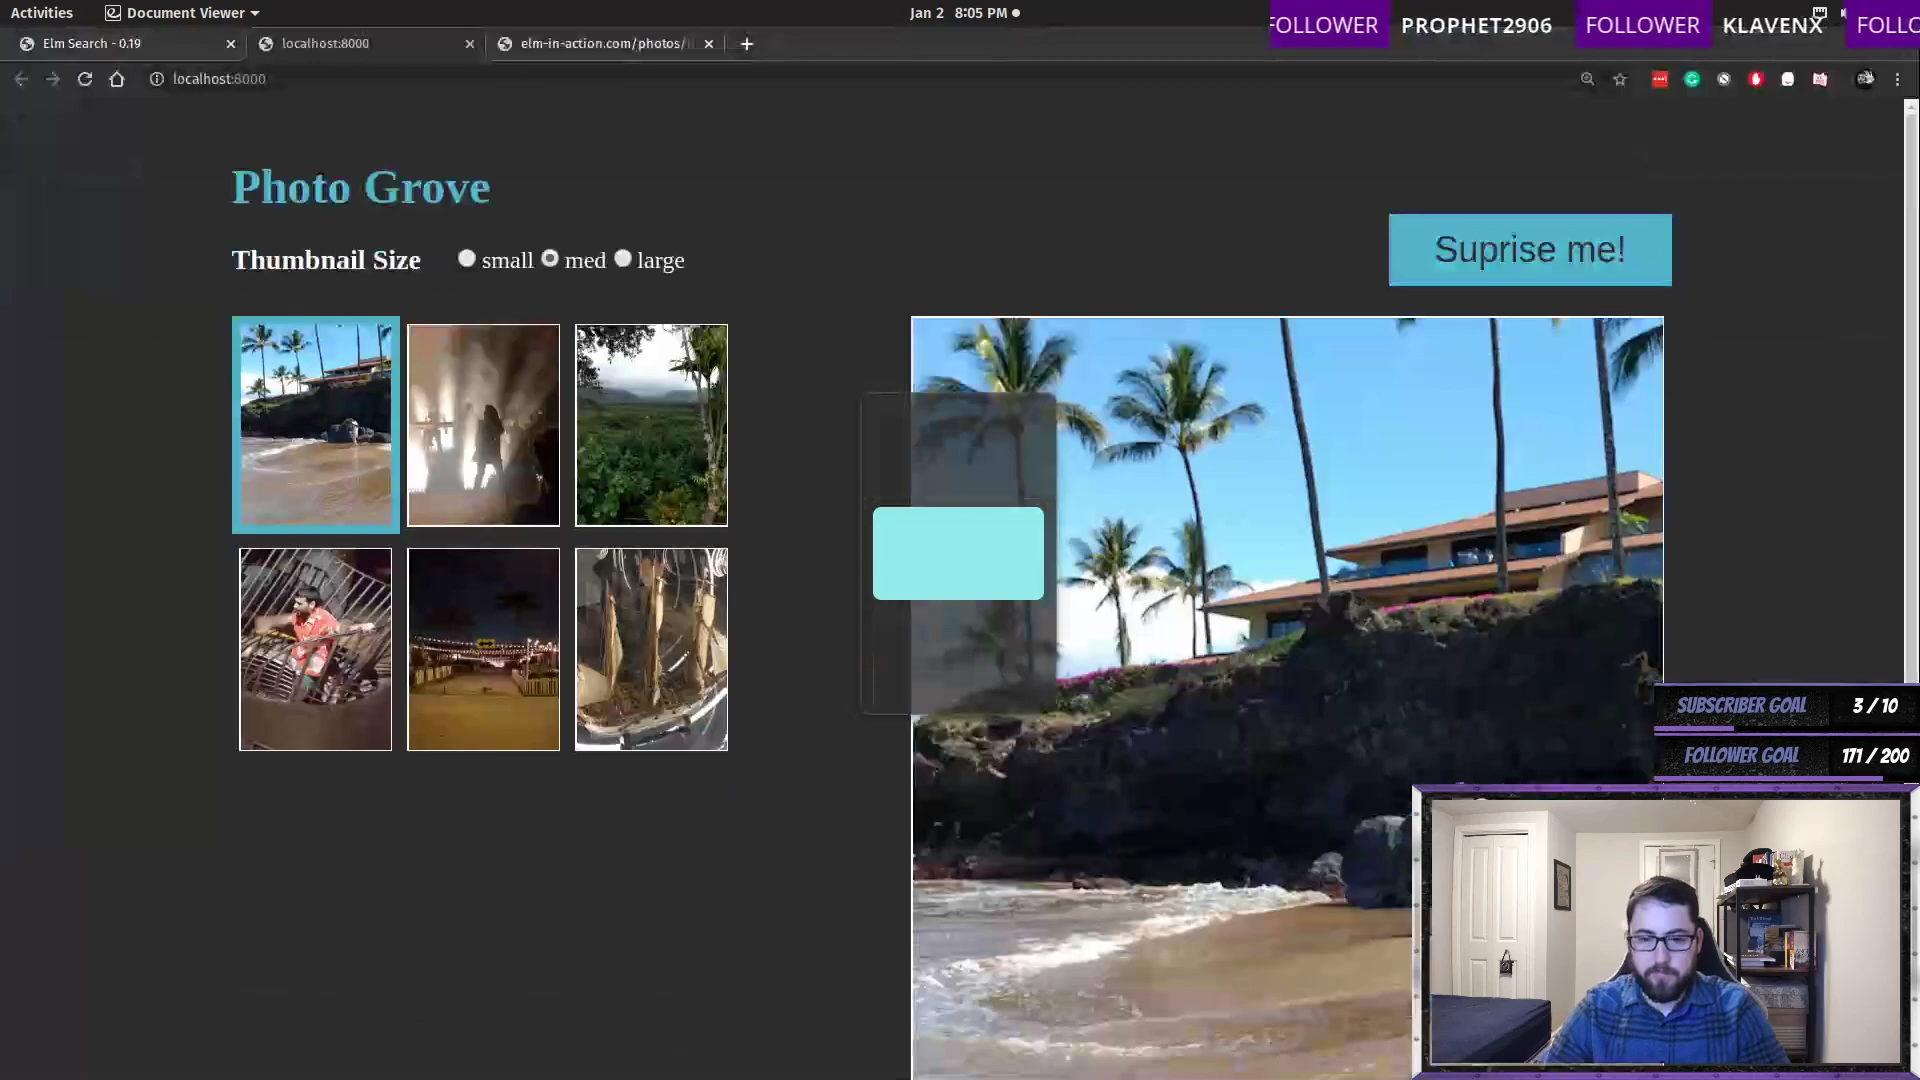 Activities
Document Viewer
Jan 2 8:05 PM
FOLLOWER PROPHET2906 FOLLOWER KLAVENX FOLLO
Elm Search - 0.19
localhost:8000
elm-in-action.com/photos/
localhost:8000
Photo Grove
Suprise me!
Thumbnail Size small med large
SUBSCRIBER GOAL 3 / 10
FOLLOWER GOAL 171 / 200